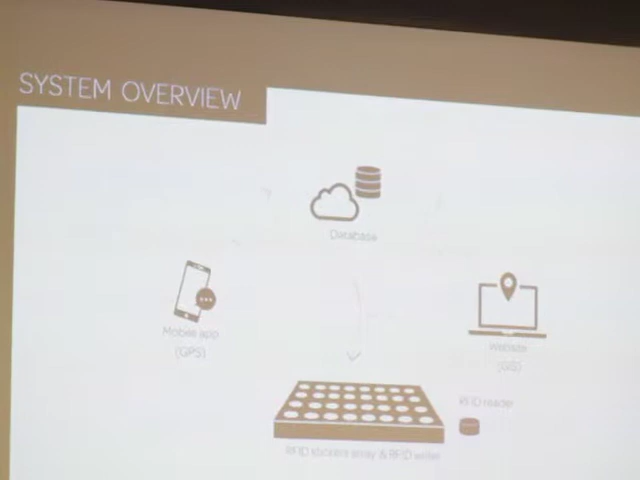 SYSTEM OVERVIEW
Database
Mobile app
(GPS)
Website
(GIS)
RFID reader
RFID stickers array & RFID writer